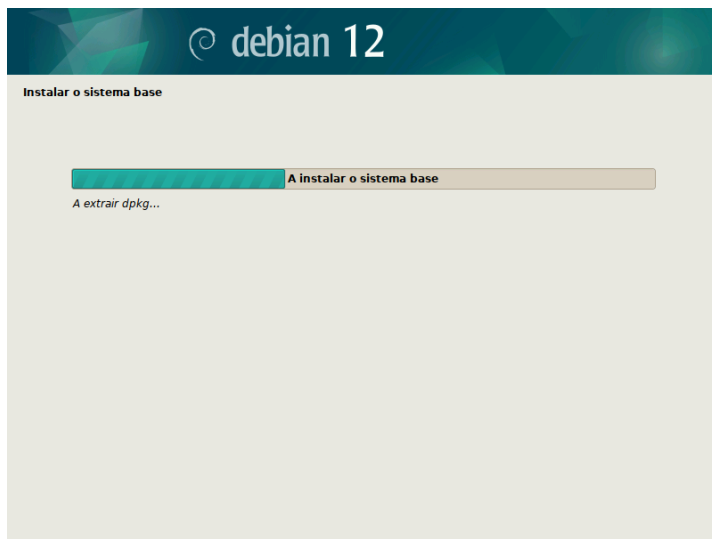 debian 12
Instalar o sistema base
A instalar o sistema base
A extrair dpkg...